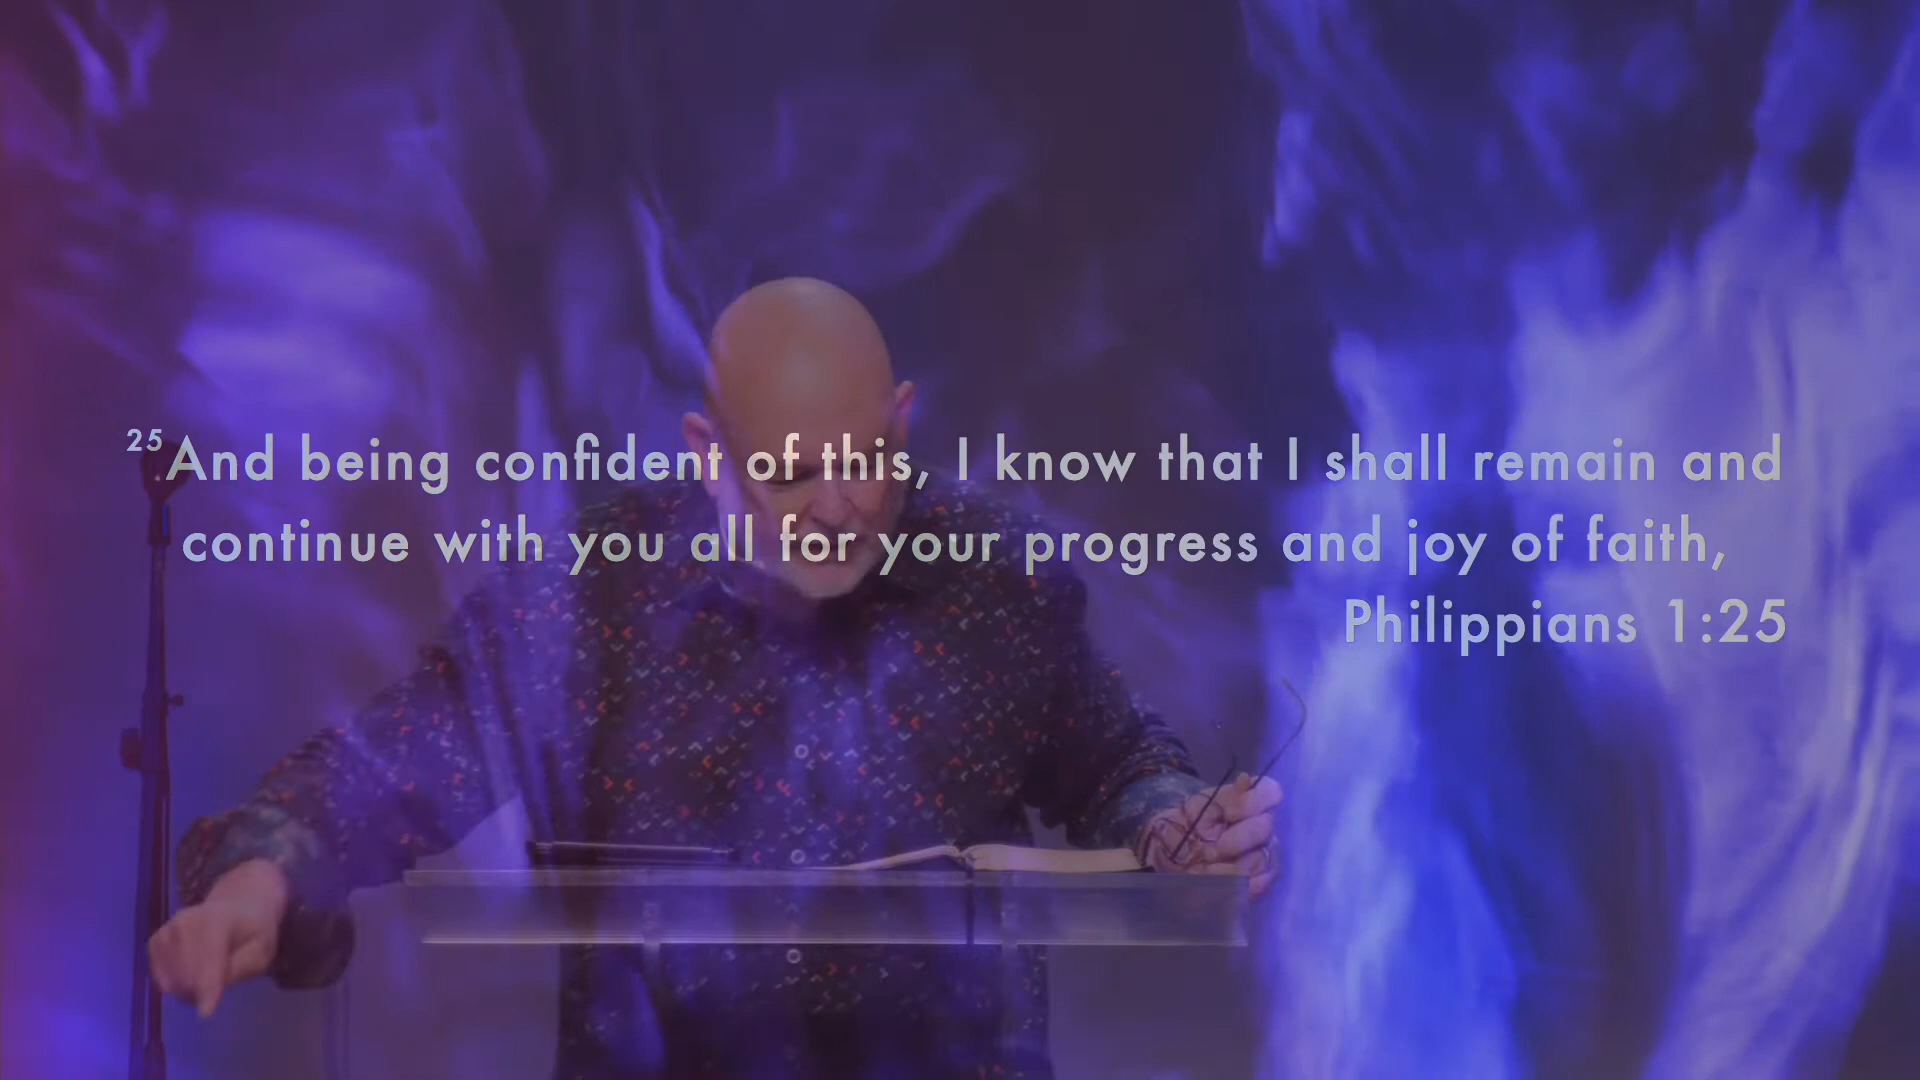 25And being confident of this, I know that I shall remain and
continue with you all for your progress and joy of faith,
Philippians 1:25